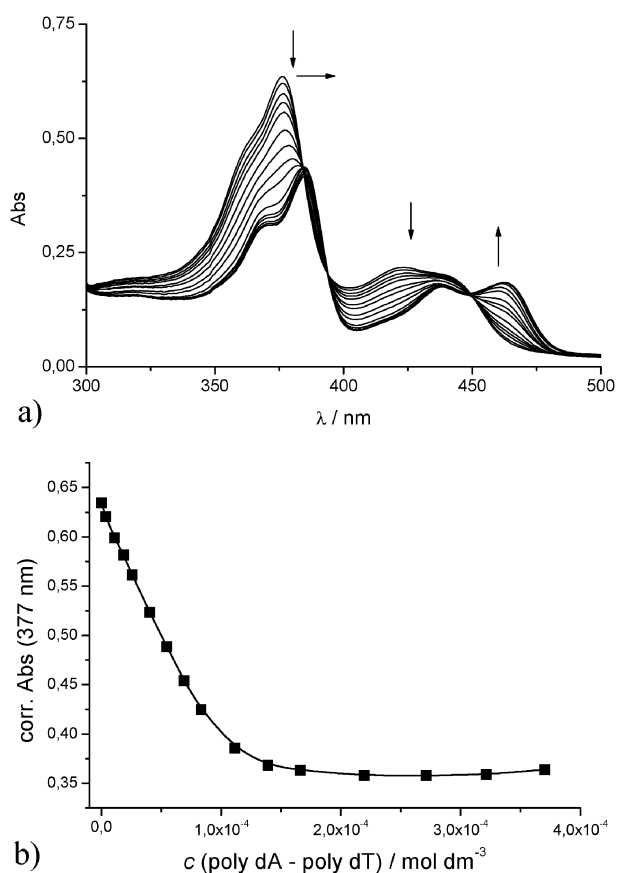 0,75
0,50
0,25
0,00
Abs
300
350
400
450
500
λ / nm
a)
0,65
0,60
0,55
0,50
0,45
0,40
0,35
corr. Abs (377 nm)
0,0
1,0x10⁻⁴
2,0x10⁻⁴
3,0x10⁻⁴
4,0x10⁻⁴
c (poly dA - poly dT) / mol dm⁻³
b)